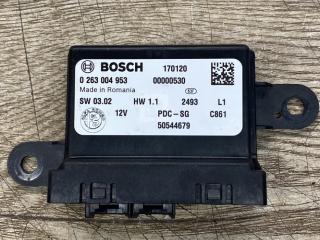 BOSCH 170120
0 263 004 953 00000530
Made in Romania
SW 03.02 HW 1.1 2493 L1
12V PDC-SG C861
50544679